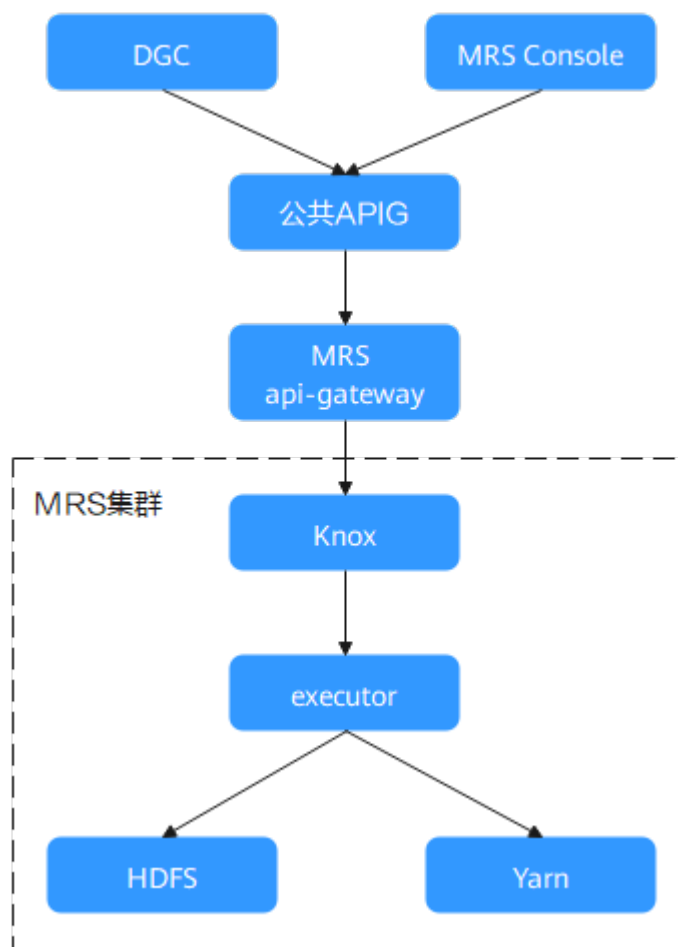 DGC
MRS Console
公共APIG
MRS
api-gateway
MRS集群
Knox
executor
HDFS
Yarn